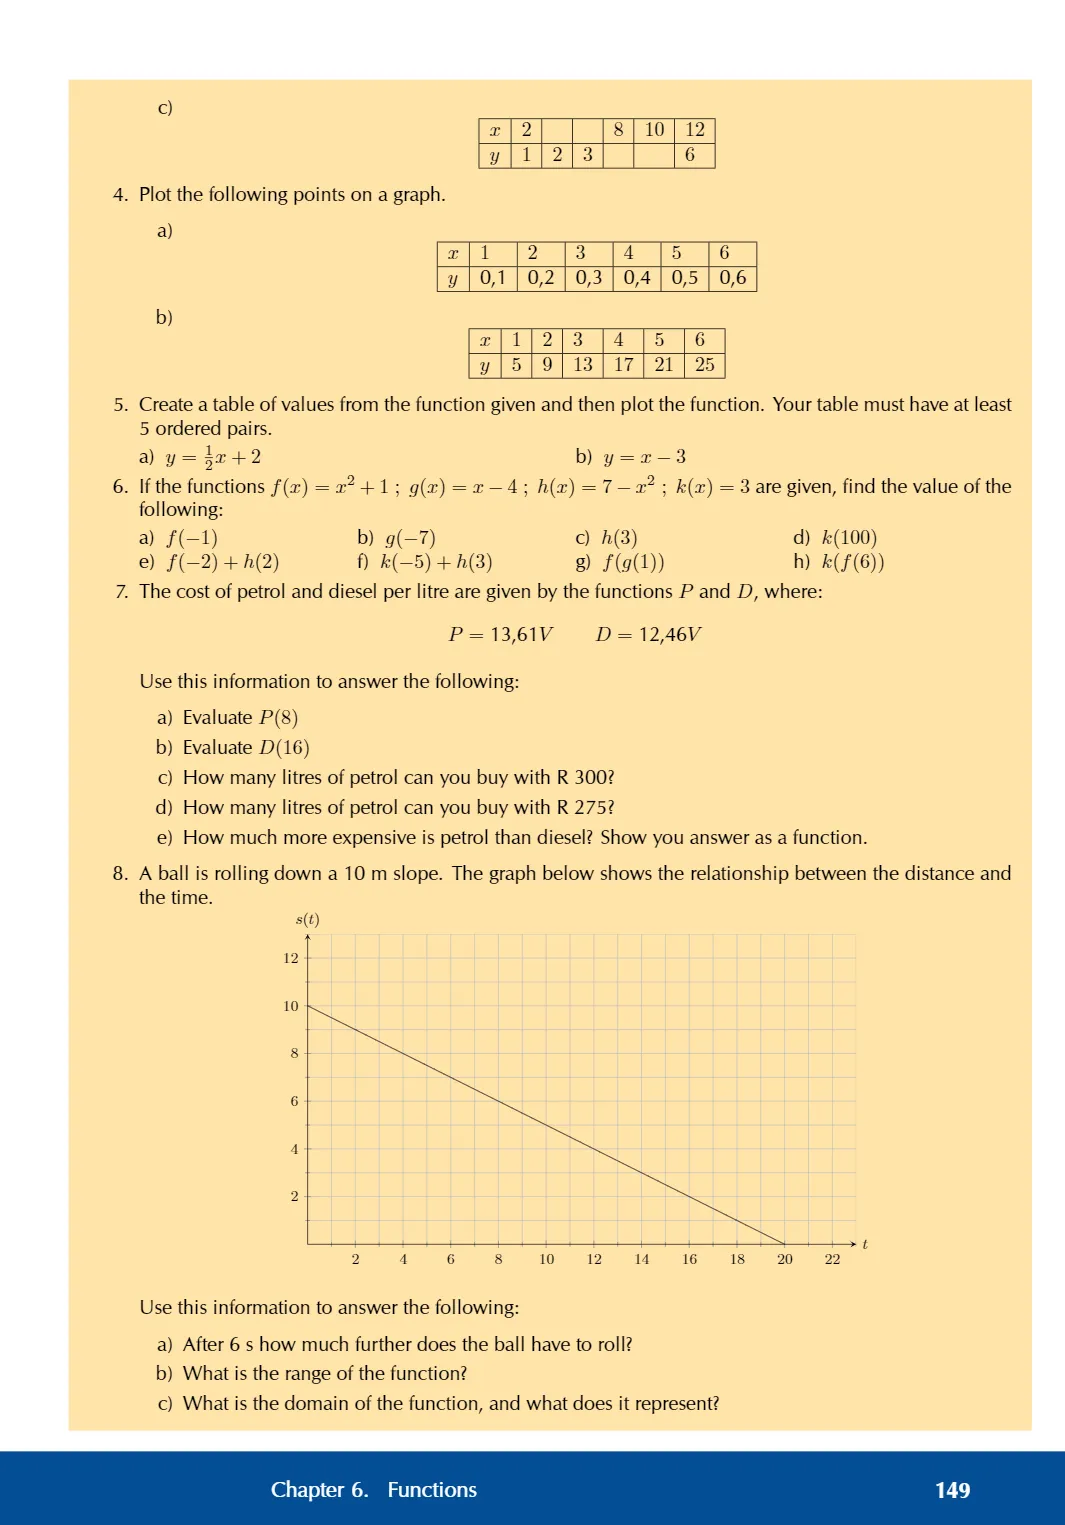 c)
x 2 8 10 12
y 1 2 3 6
4. Plot the following points on a graph.
a)
x 1 2 3 4 5 6
y 0,1 0,2 0,3 0,4 0,5 0,6
b)
x 1 2 3 4 5 6
y 5 9 13 17 21 25
5. Create a table of values from the function given and then plot the function. Your table must have at least
5 ordered pairs.
a) y = ½x + 2 b) y = x − 3
6. If the functions f(x) = x² + 1 ; g(x) = x − 4 ; h(x) = 7 − x² ; k(x) = 3 are given, find the value of the
following:
a) f(−1) b) g(−7) c) h(3) d) k(100)
e) f(−2) + h(2) f) k(−5) + h(3) g) f(g(1)) h) k(f(6))
7. The cost of petrol and diesel per litre are given by the functions P and D, where:
P = 13,61V D = 12,46V
Use this information to answer the following:
a) Evaluate P(8)
b) Evaluate D(16)
c) How many litres of petrol can you buy with R 300?
d) How many litres of petrol can you buy with R 275?
e) How much more expensive is petrol than diesel? Show you answer as a function.
8. A ball is rolling down a 10 m slope. The graph below shows the relationship between the distance and
the time.
s(t)
12
10
8
6
4
2
t
2 4 6 8 10 12 14 16 18 20 22
Use this information to answer the following:
a) After 6 s how much further does the ball have to roll?
b) What is the range of the function?
c) What is the domain of the function, and what does it represent?
Chapter 6. Functions 149